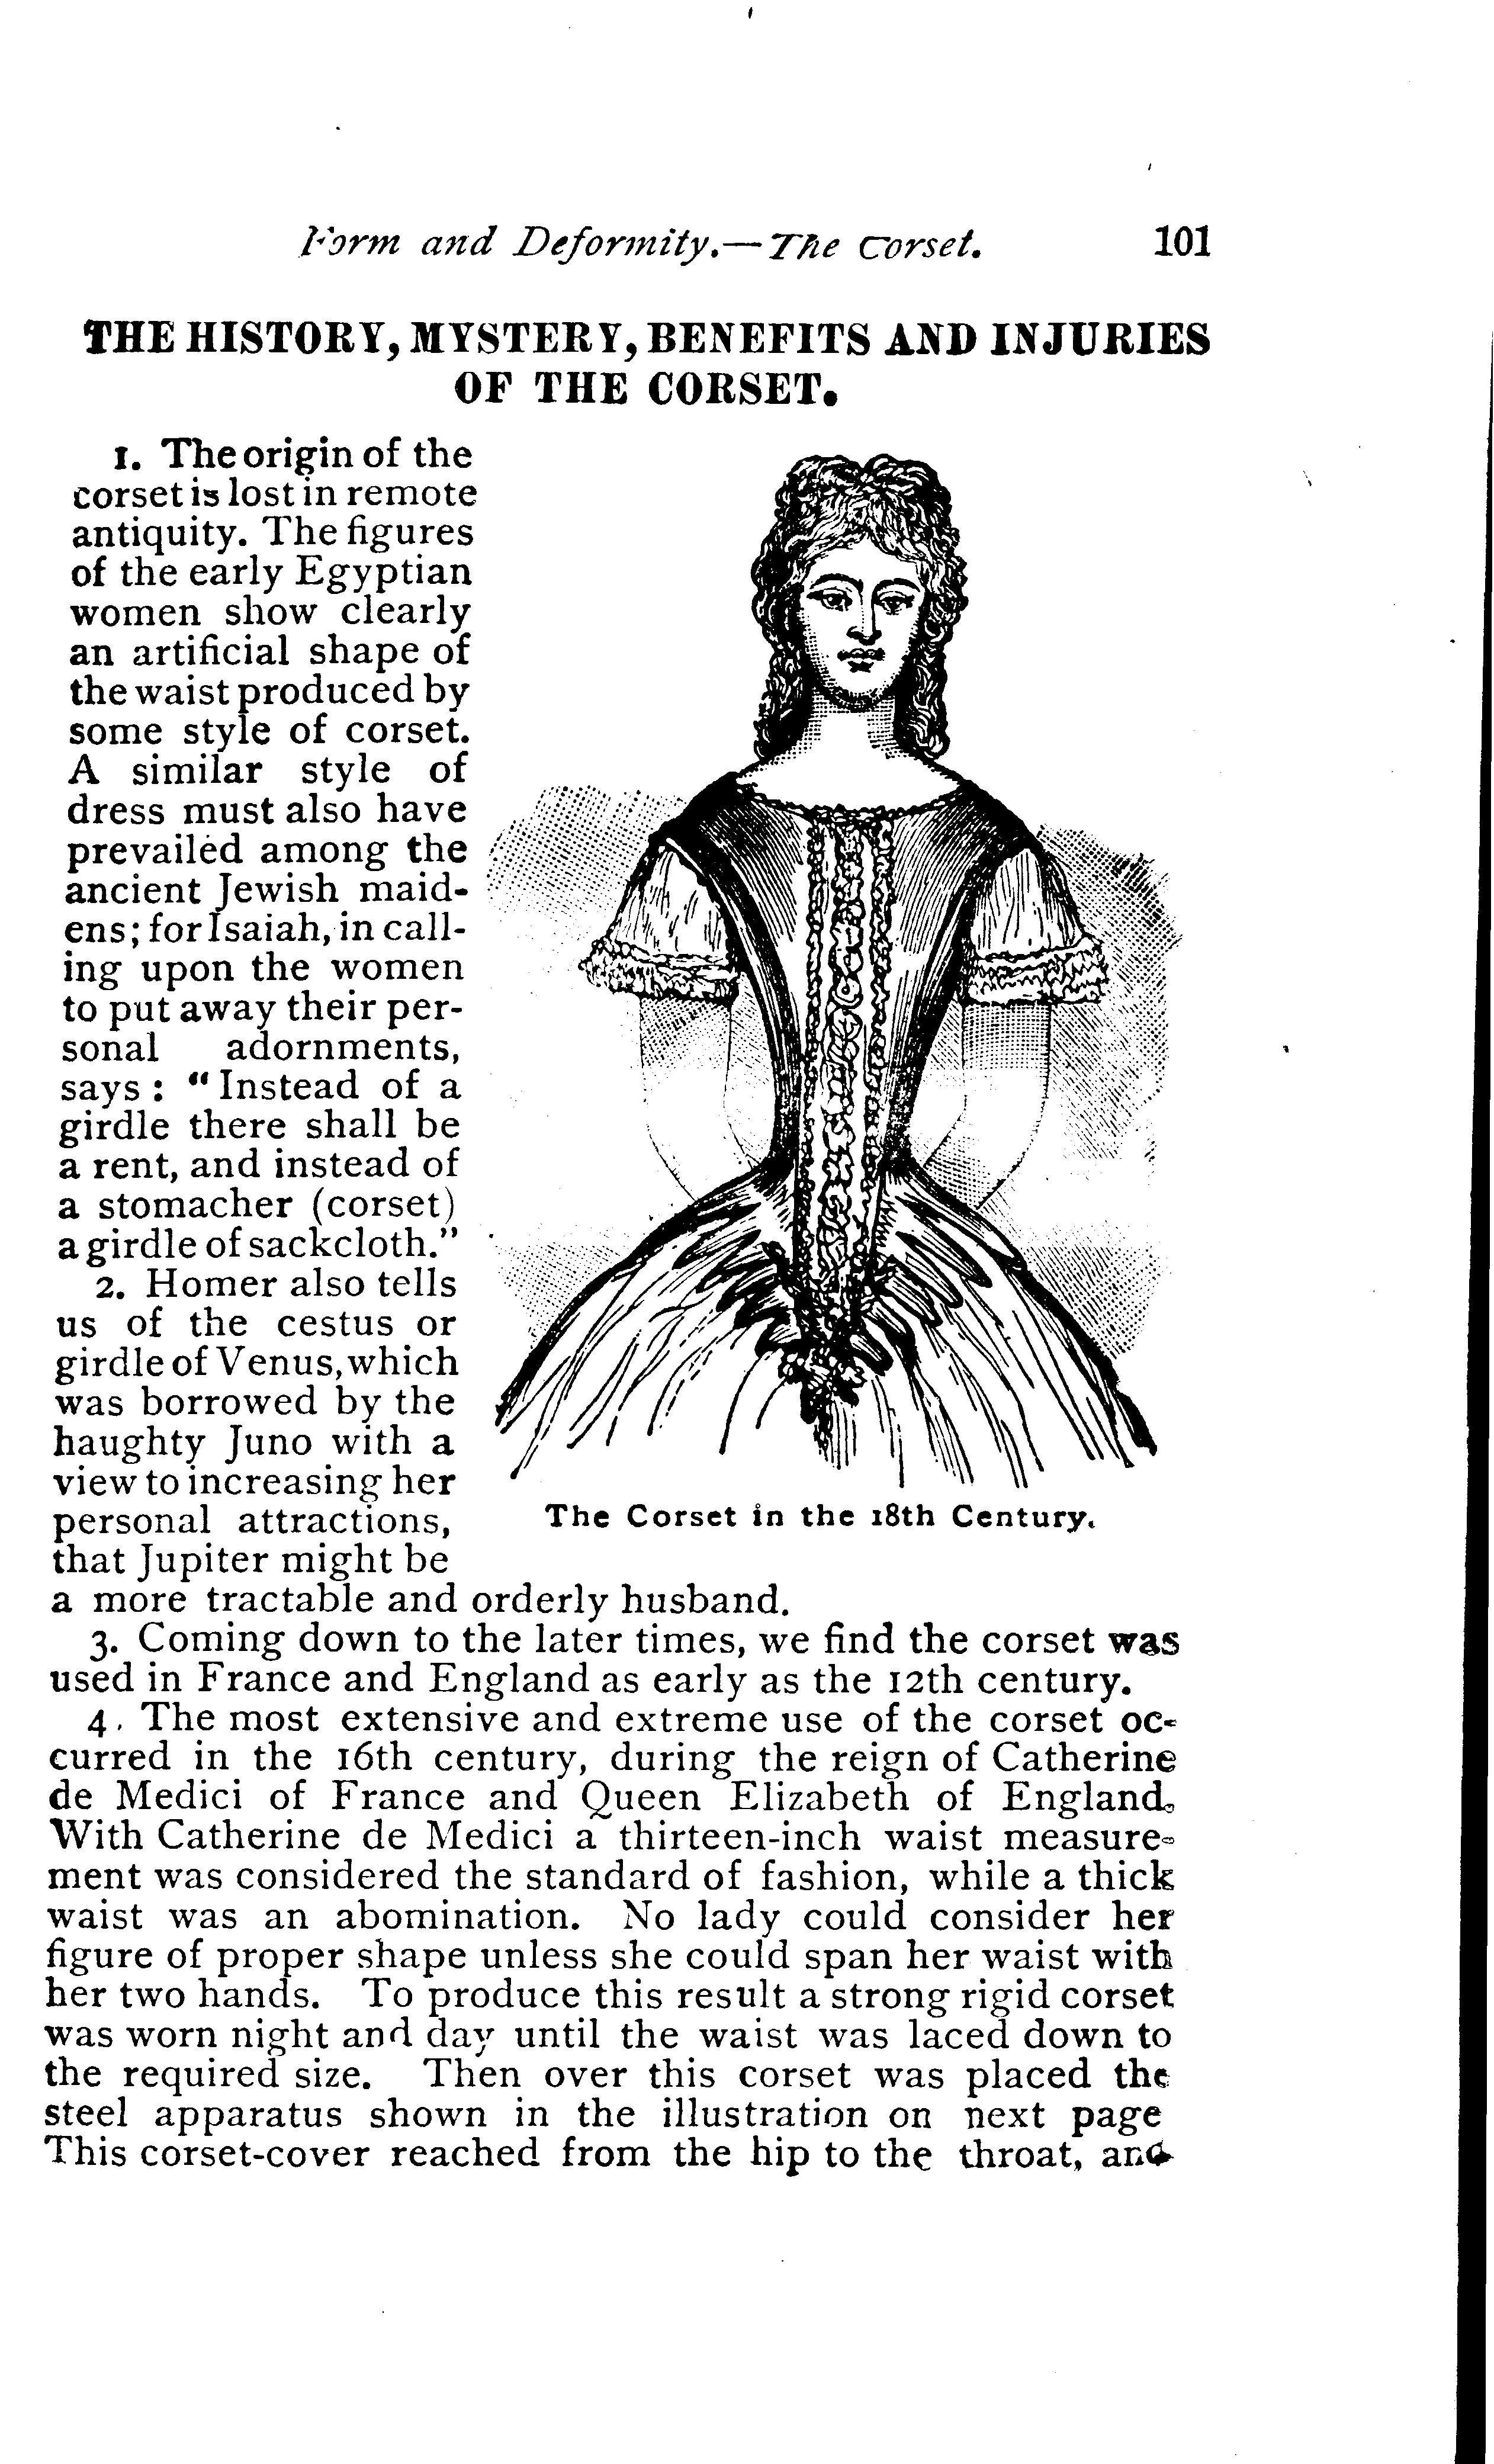 Form and Deformity.—The Corset. 101
THE HISTORY, MYSTERY, BENEFITS AND INJURIES
OF THE CORSET.
1. The origin of the
corset is lost in remote
antiquity. The figures
of the early Egyptian
women show clearly
an artificial shape of
the waist produced by
some style of corset.
A similar style of
dress must also have
prevailed among the
ancient Jewish maid-
ens; for Isaiah, in call-
ing upon the women
to put away their per-
sonal adornments,
says: "Instead of a
girdle there shall be
a rent, and instead of
a stomacher (corset)
a girdle of sackcloth."
2. Homer also tells
us of the cestus or
girdle of Venus, which
was borrowed by the
haughty Juno with a
view to increasing her
personal attractions,
that Jupiter might be
a more tractable and orderly husband.
The Corset in the 18th Century.
3. Coming down to the later times, we find the corset was
used in France and England as early as the 12th century.
4. The most extensive and extreme use of the corset oc-
curred in the 16th century, during the reign of Catherine
de Medici of France and Queen Elizabeth of England.
With Catherine de Medici a thirteen-inch waist measure-
ment was considered the standard of fashion, while a thick
waist was an abomination. No lady could consider her
figure of proper shape unless she could span her waist with
her two hands. To produce this result a strong rigid corset
was worn night and day until the waist was laced down to
the required size. Then over this corset was placed the
steel apparatus shown in the illustration on next page
This corset-cover reached from the hip to the throat, and